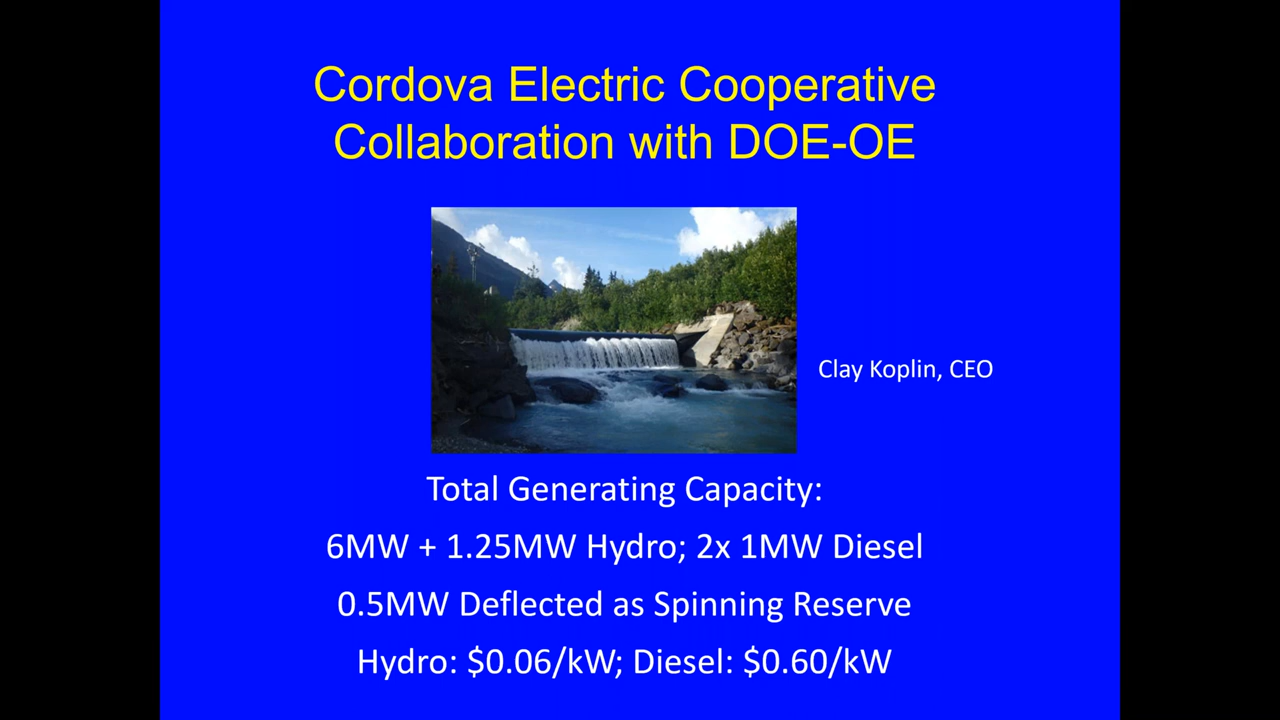 Cordova Electric Cooperative
Collaboration with DOE-OE
Clay Koplin, CEO
Total Generating Capacity:
6MW + 1.25MW Hydro; 2x 1MW Diesel
0.5MW Deflected as Spinning Reserve
Hydro: $0.06/kW; Diesel: $0.60/kW